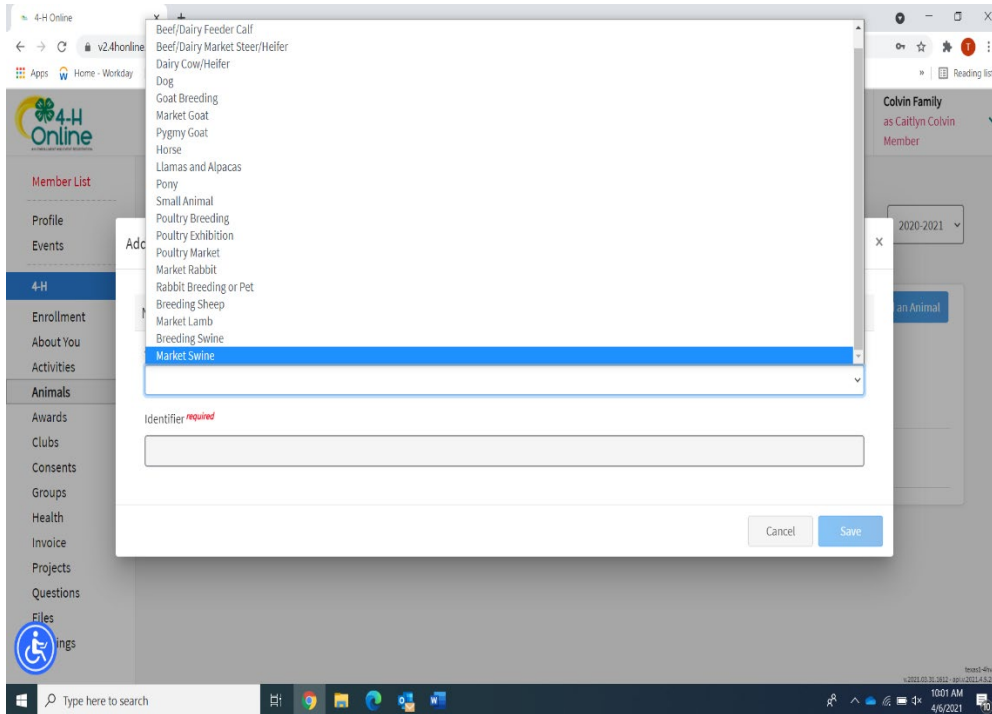 4-H Online
v2.4honline
Apps
Home - Workday
Reading list
4-H
Online
Colvin Family
as Caitlyn Colvin
Member
Member List
Profile
Events
4-H
Enrollment
About You
Activities
Animals
Awards
Clubs
Consents
Groups
Health
Invoice
Projects
Questions
Files
ings
2020-2021
an Animal
Add
x
Beef/Dairy Feeder Calf
Beef/Dairy Market Steer/Heifer
Dairy Cow/Heifer
Dog
Goat Breeding
Market Goat
Pygmy Goat
Horse
Llamas and Alpacas
Pony
Small Animal
Poultry Breeding
Poultry Exhibition
Poultry Market
Market Rabbit
Rabbit Breeding or Pet
Breeding Sheep
Market Lamb
Breeding Swine
Market Swine
Identifier required
Cancel
Save
Type here to search
10:01 AM
4/6/2021